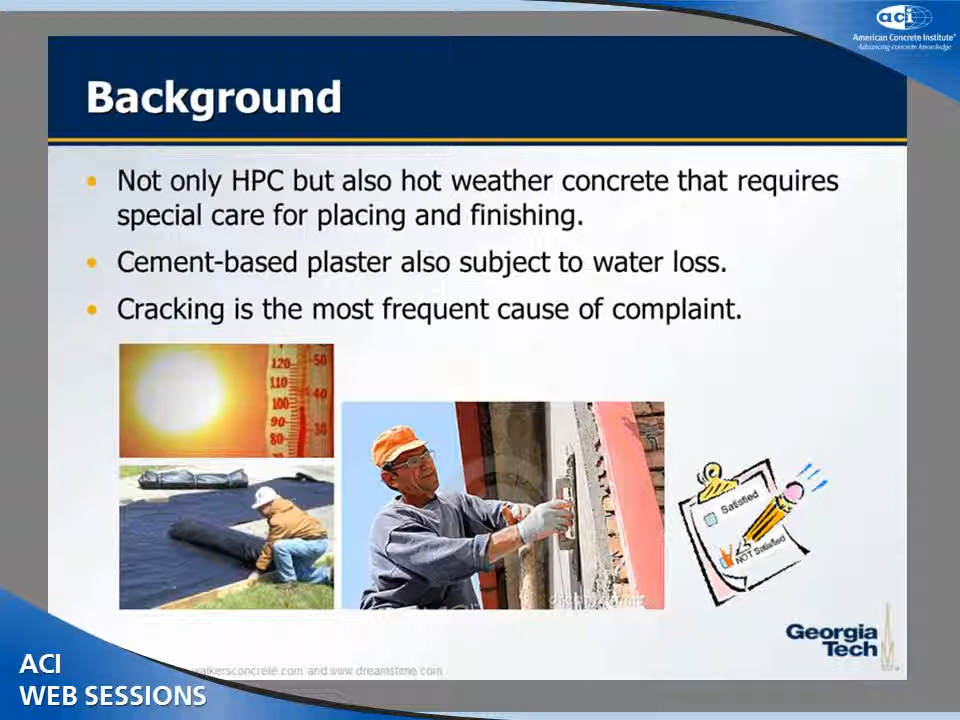 aci
American Concrete Institute®
Advancing concrete knowledge
Background
• Not only HPC but also hot weather concrete that requires
special care for placing and finishing.
• Cement-based plaster also subject to water loss.
• Cracking is the most frequent cause of complaint.
120
110
100
90
80
50
40
30
Satisfied
NOT Satisfied
Georgia
Tech
walkersconcrete.com and www.dreamstime.com
ACI
WEB SESSIONS